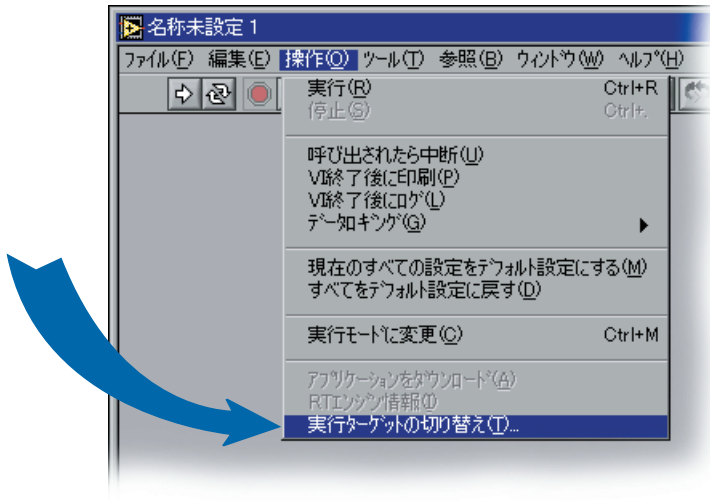 名称未設定 1
ファイル(F) 編集(E) 操作(O) ツール(T) 参照(B) ウィンドウ(W) ヘルプ(H)
実行(R) Ctrl+R
停止(S) Ctrl+.
呼び出されたら中断(U)
VI終了後に印刷(P)
VI終了後にログ(L)
データロギング(G)
現在のすべての設定をデフォルト設定にする(M)
すべてをデフォルト設定に戻す(D)
実行モードに変更(C) Ctrl+M
アプリケーションをダウンロード(A)
RTエンジン情報(I)
実行ターゲットの切り替え(T)...